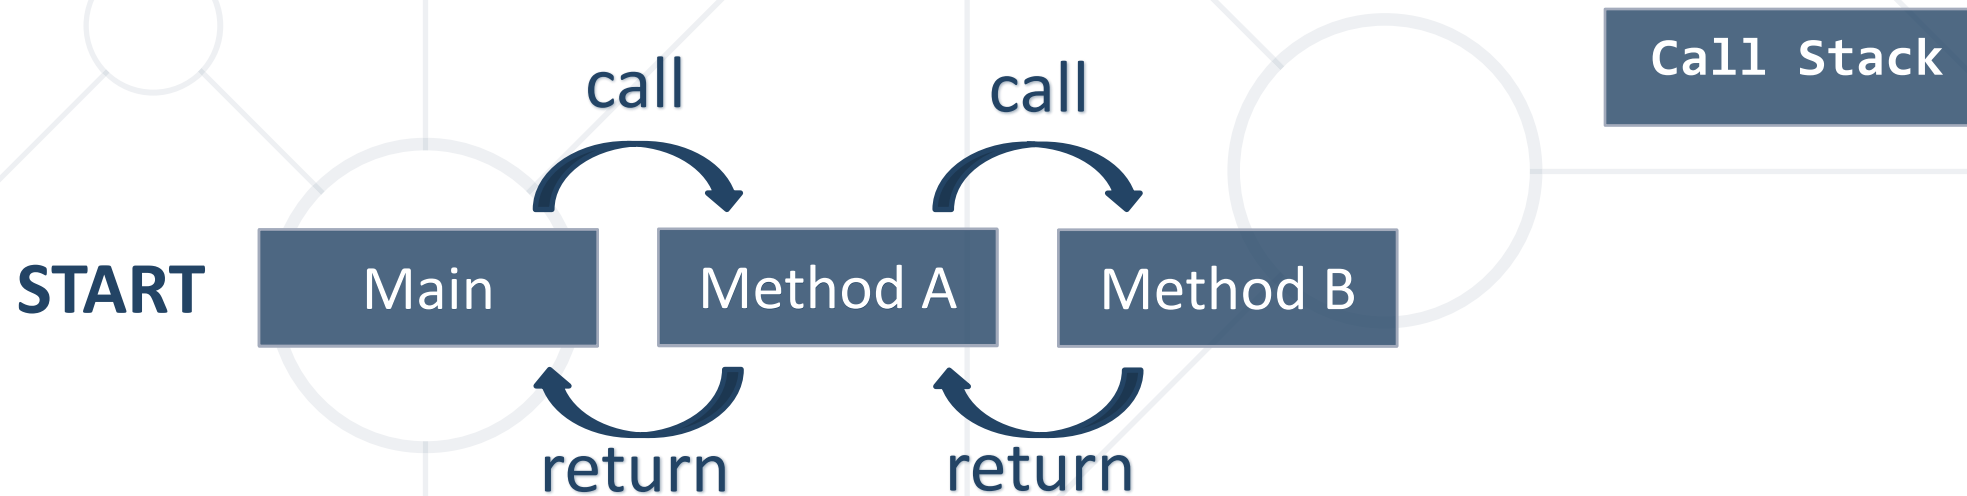 Call Stack
call
call
START
Main
Method A
Method B
return
return